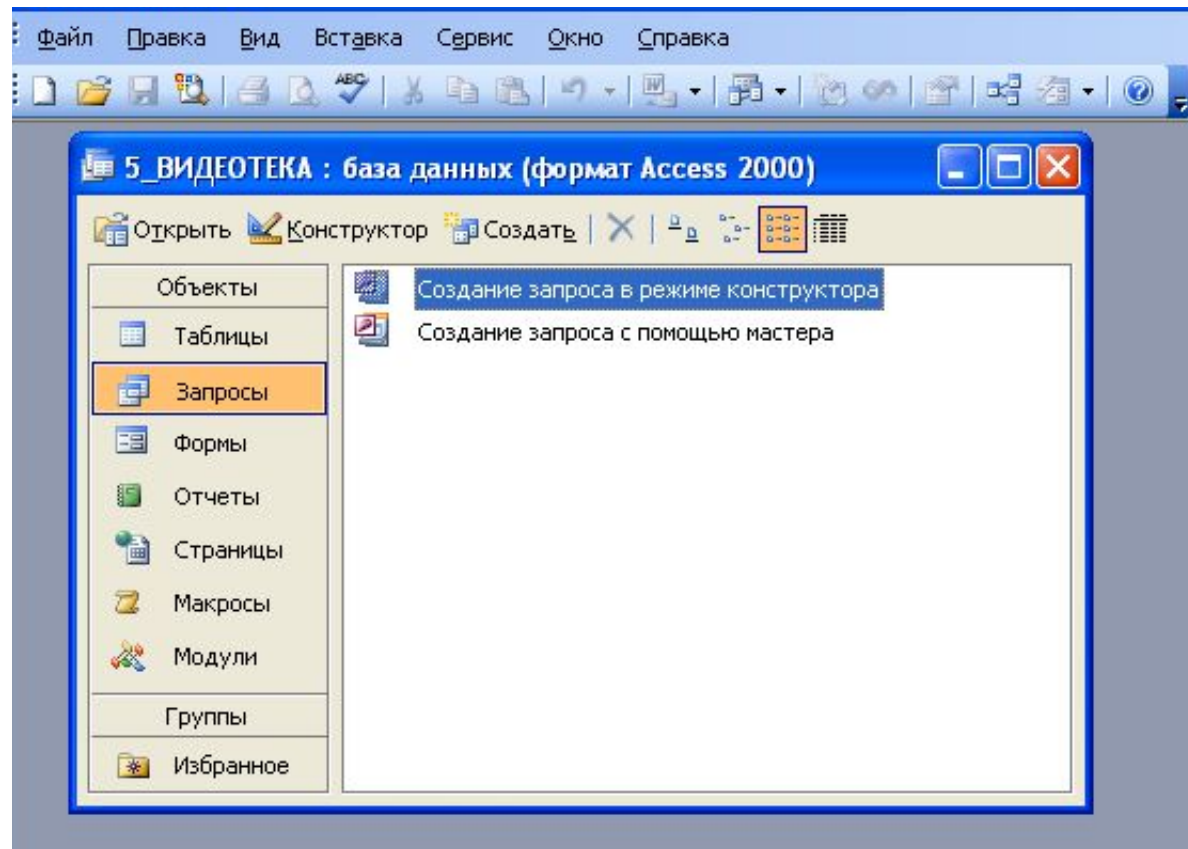 Файл Правка Вид Вставка Сервис Окно Справка
ABC
W
5_ВИДЕОТЕКА : база данных (формат Access 2000)
Открыть Конструктор Создать
Объекты
Таблицы
Запросы
Формы
Отчеты
Страницы
Макросы
Модули
Группы
Избранное
Создание запроса в режиме конструктора
Создание запроса с помощью мастера